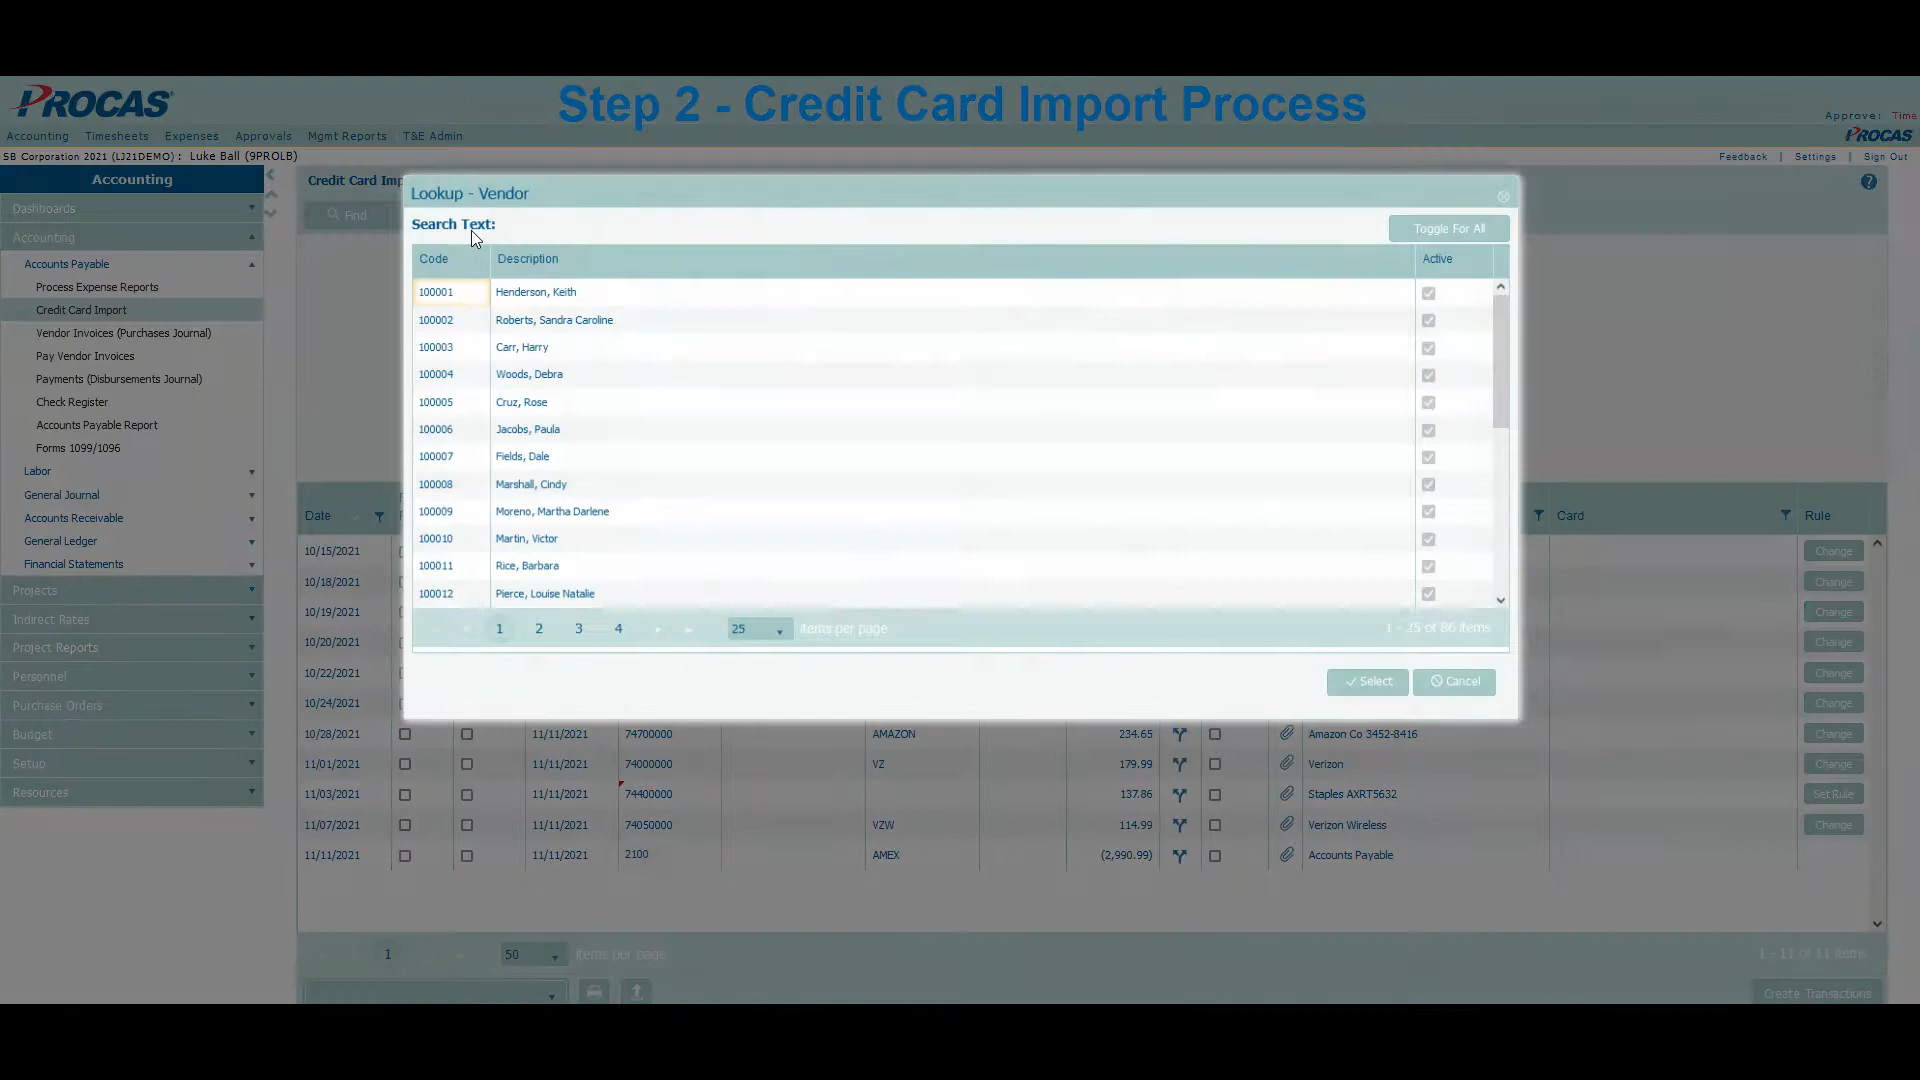 PROCAS
Step 2 - Credit Card Import Process
Approve: Time
Accounting Timesheets Expenses Approvals Mgmt Reports T&E Admin
PROCAS
SB Corporation 2021 (LJ21DEMO) : Luke Ball (9PROLB)
Feedback | Settings | Sign Out
Accounting
Dashboards
Accounting
Accounts Payable
Process Expense Reports
Credit Card Import
Vendor Invoices (Purchases Journal)
Pay Vendor Invoices
Payments (Disbursements Journal)
Check Register
Accounts Payable Report
Forms 1099/1096
Labor
General Journal
Accounts Receivable
General Ledger
Financial Statements
Projects
Indirect Rates
Project Reports
Personnel
Purchase Orders
Budget
Setup
Resources
Credit Card Imp
?
Find
Lookup - Vendor
Search Text:
Toggle For All
Code Description Active
100001 Henderson, Keith
100002 Roberts, Sandra Caroline
100003 Carr, Harry
100004 Woods, Debra
100005 Cruz, Rose
100006 Jacobs, Paula
100007 Fields, Dale
100008 Marshall, Cindy
100009 Moreno, Martha Darlene
100010 Martin, Victor
100011 Rice, Barbara
100012 Pierce, Louise Natalie
1 2 3 4 25 items per page 1 - 25 of 86 items
Select Cancel
Date Card Rule
10/15/2021 Change
10/18/2021 Change
10/19/2021 Change
10/20/2021 Change
10/22/2021 Change
10/24/2021 Change
10/28/2021 11/11/2021 74700000 AMAZON 234.65 Amazon Co 3452-8416 Change
11/01/2021 11/11/2021 74000000 VZ 179.99 Verizon Change
11/03/2021 11/11/2021 74400000 137.86 Staples AXRT5632 Set Rule
11/07/2021 11/11/2021 74050000 VZW 114.99 Verizon Wireless Change
11/11/2021 11/11/2021 2100 AMEX (2,990.99) Accounts Payable
1 50 items per page 1 - 11 of 11 items
Create Transactions